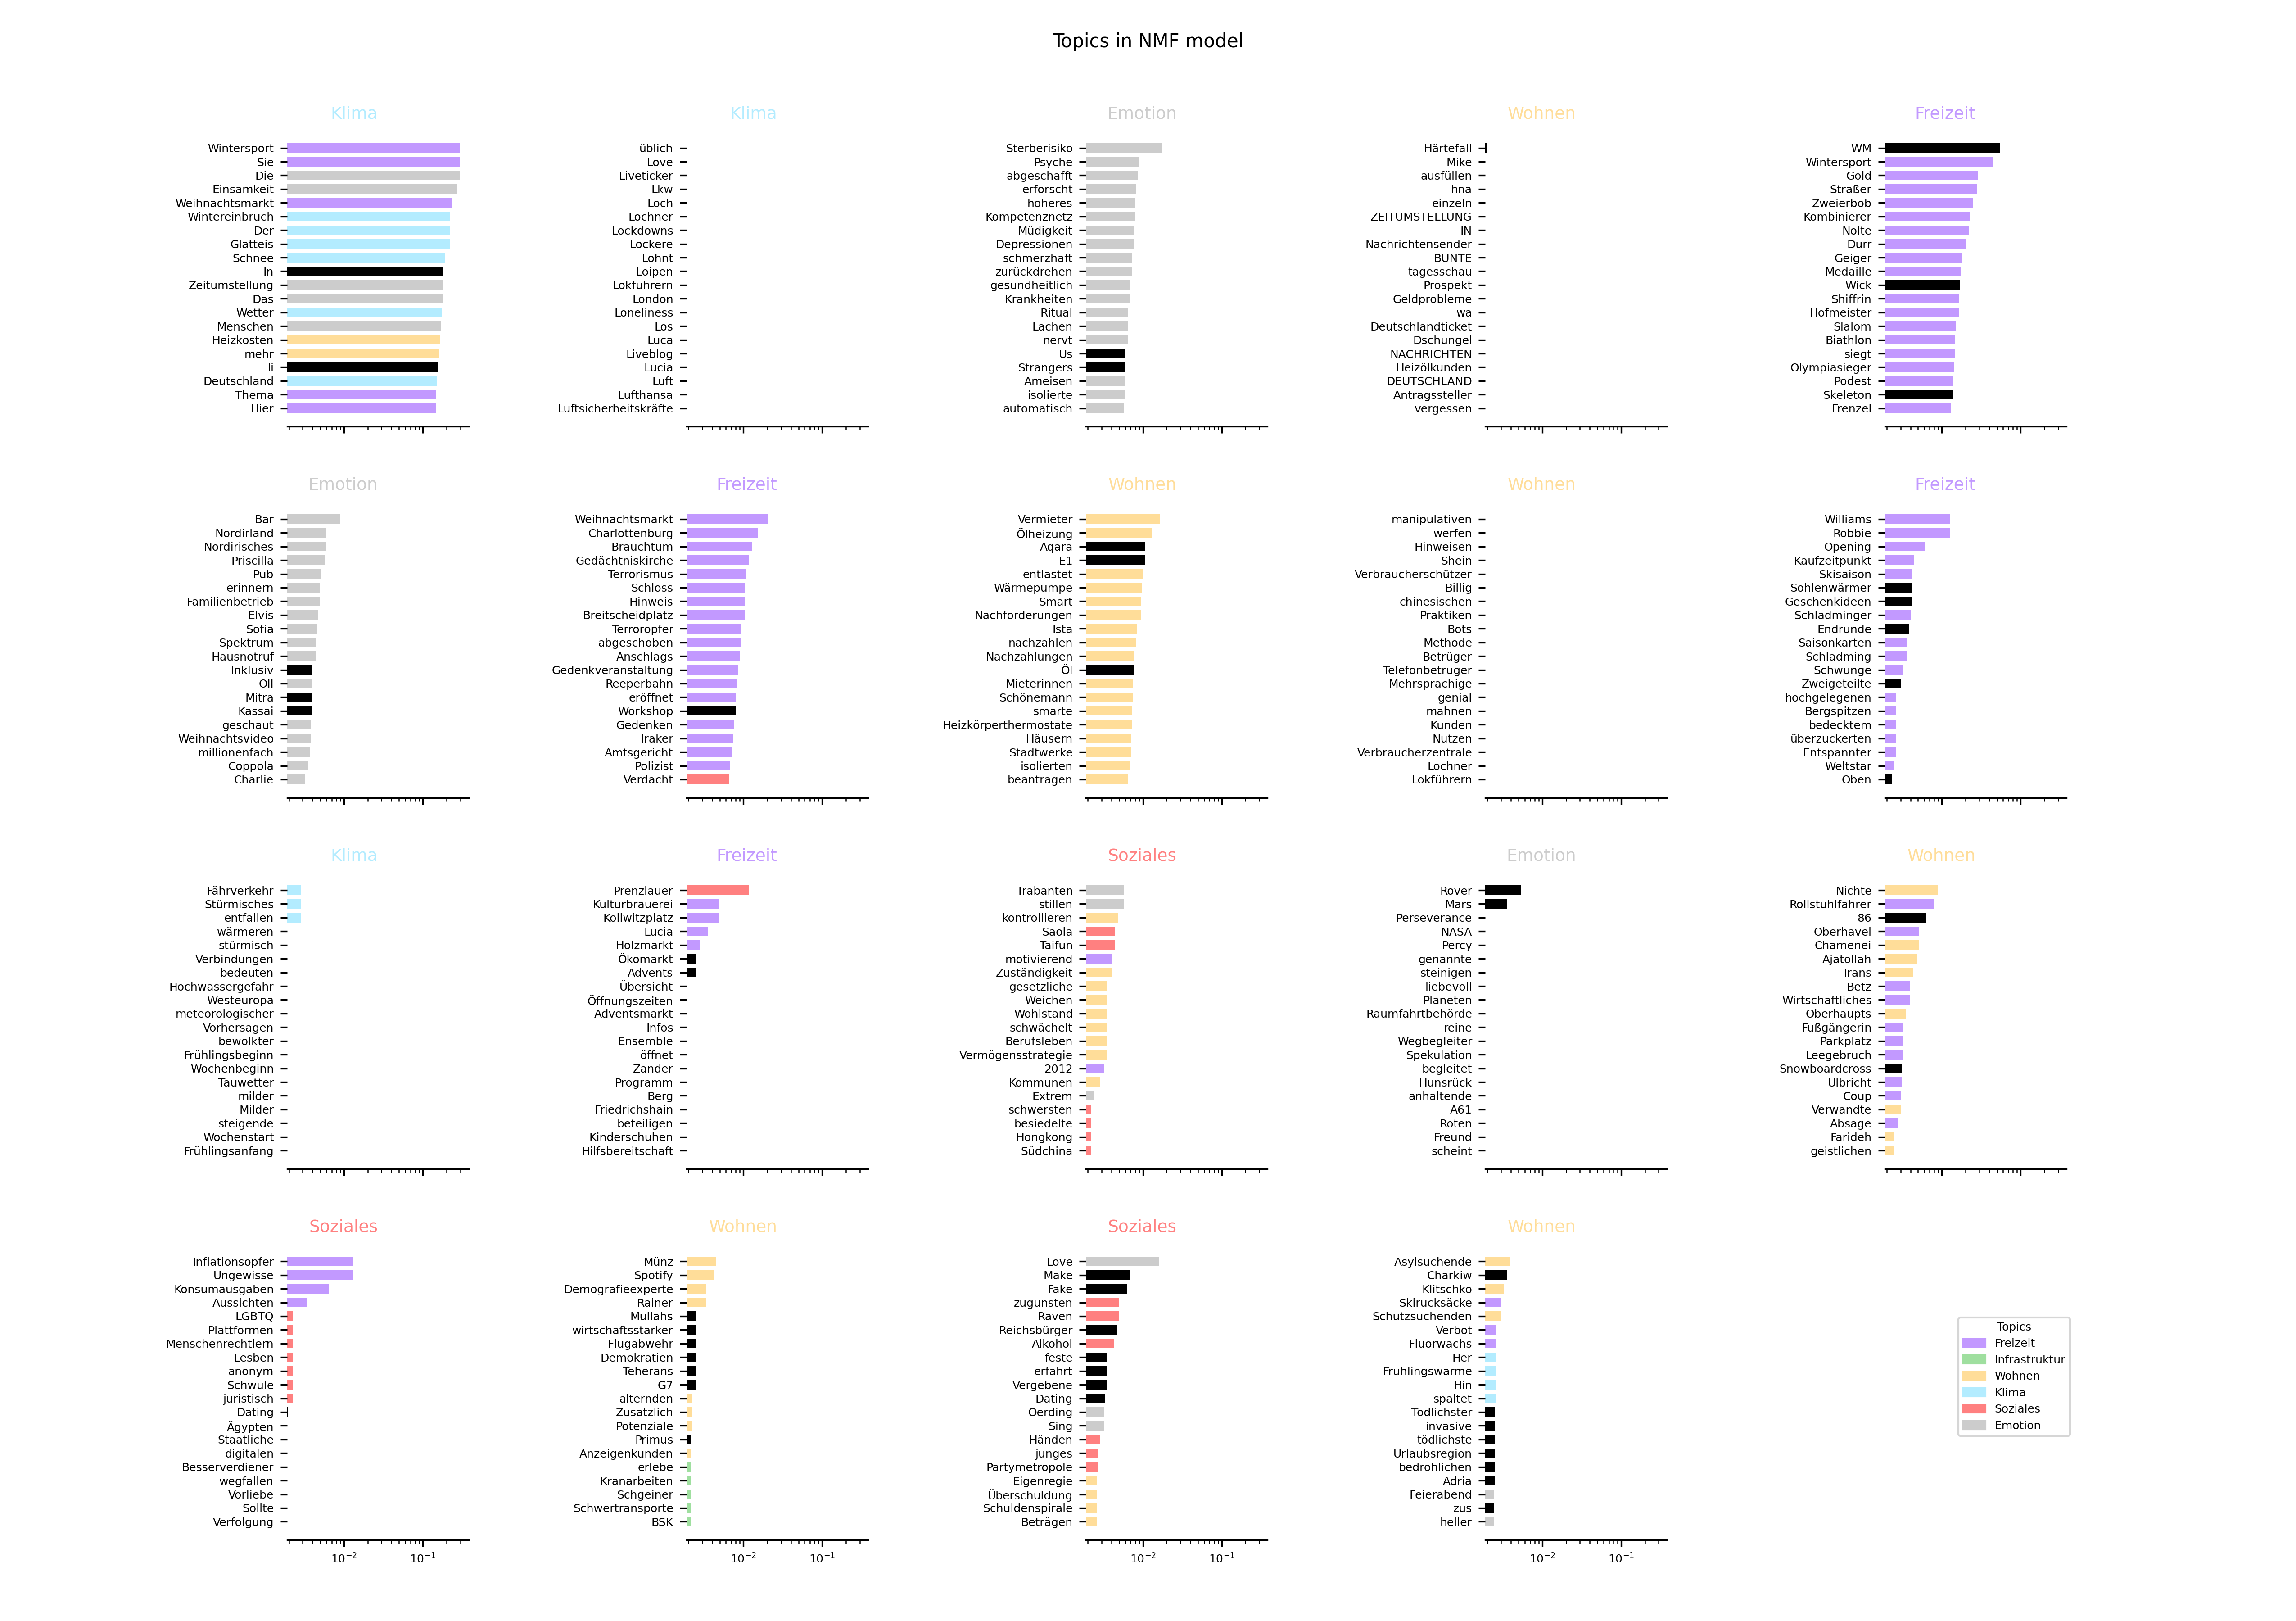 Topics in NMF model
Klima
Wintersport
Sie
Die
Einsamkeit
Weihnachtsmarkt
Wintereinbruch
Der
Glatteis
Schnee
In
Zeitumstellung
Das
Wetter
Menschen
Heizkosten
mehr
li
Deutschland
Thema
Hier
Klima
üblich
Love
Liveticker
Lkw
Loch
Lochner
Lockdowns
Lockere
Lohnt
Loipen
Lokführern
London
Loneliness
Los
Luca
Liveblog
Lucia
Luft
Lufthansa
Luftsicherheitskräfte
Emotion
Sterberisiko
Psyche
abgeschafft
erforscht
höheres
Kompetenznetz
Müdigkeit
Depressionen
schmerzhaft
zurückdrehen
gesundheitlich
Krankheiten
Ritual
Lachen
nervt
Us
Strangers
Ameisen
isolierte
automatisch
Wohnen
Härtefall
Mike
ausfüllen
hna
einzeln
ZEITUMSTELLUNG
IN
Nachrichtensender
BUNTE
tagesschau
Prospekt
Geldprobleme
wa
Deutschlandticket
Dschungel
NACHRICHTEN
Heizölkunden
DEUTSCHLAND
Antragssteller
vergessen
Freizeit
WM
Wintersport
Gold
Straßer
Zweierbob
Kombinierer
Nolte
Dürr
Geiger
Medaille
Wick
Shiffrin
Hofmeister
Slalom
Biathlon
siegt
Olympiasieger
Podest
Skeleton
Frenzel
Emotion
Bar
Nordirland
Nordirisches
Priscilla
Pub
erinnern
Familienbetrieb
Elvis
Sofia
Spektrum
Hausnotruf
Inklusiv
Oll
Mitra
Kassai
geschaut
Weihnachtsvideo
millionenfach
Coppola
Charlie
Freizeit
Weihnachtsmarkt
Charlottenburg
Brauchtum
Gedächtniskirche
Terrorismus
Schloss
Hinweis
Breitscheidplatz
Terroropfer
abgeschoben
Anschlags
Gedenkveranstaltung
Reeperbahn
eröffnet
Workshop
Gedenken
Iraker
Amtsgericht
Polizist
Verdacht
Wohnen
Vermieter
Ölheizung
Aqara
E1
entlastet
Wärmepumpe
Smart
Nachforderungen
Ista
nachzahlen
Nachzahlungen
Öl
Mieterinnen
Schönemann
smarte
Heizkörperthermostate
Häusern
Stadtwerke
isolierten
beantragen
Wohnen
manipulativen
werfen
Hinweisen
Shein
Verbraucherschützer
Billig
chinesischen
Praktiken
Bots
Methode
Betrüger
Telefonbetrüger
Mehrsprachige
genial
mahnen
Kunden
Nutzen
Verbraucherzentrale
Lochner
Lokführern
Freizeit
Williams
Robbie
Opening
Kaufzeitpunkt
Skisaison
Sohlenwärmer
Geschenkideen
Schladminger
Endrunde
Saisonkarten
Schladming
Schwünge
Zweigeteilte
hochgelegenen
Bergspitzen
bedecktem
überzuckerten
Entspannter
Weltstar
Oben
Klima
Fährverkehr
Stürmisches
entfallen
wärmeren
stürmisch
Verbindungen
bedeuten
Hochwassergefahr
Westeuropa
meteorologischer
Vorhersagen
bewölkter
Frühlingsbeginn
Wochenbeginn
Tauwetter
milder
Milder
steigende
Wochenstart
Frühlingsanfang
Freizeit
Prenzlauer
Kulturbrauerei
Kollwitzplatz
Lucia
Holzmarkt
Ökomarkt
Advents
Übersicht
Öffnungszeiten
Adventsmarkt
Infos
Ensemble
öffnet
Zander
Programm
Berg
Friedrichshain
beteiligen
Kinderschuhen
Hilfsbereitschaft
Soziales
Trabanten
stillen
kontrollieren
Saola
Taifun
motivierend
Zuständigkeit
gesetzliche
Weichen
Wohlstand
schwächelt
Berufsleben
Vermögensstrategie
2012
Kommunen
Extrem
schwersten
besiedelte
Hongkong
Südchina
Emotion
Rover
Mars
Perseverance
NASA
Percy
genannte
steinigen
liebevoll
Planeten
Raumfahrtbehörde
reine
Wegbegleiter
Spekulation
begleitet
Hunsrück
anhaltende
A61
Roten
Freund
scheint
Wohnen
Nichte
Rollstuhlfahrer
86
Oberhavel
Chamenei
Ajatollah
Irans
Betz
Wirtschaftliches
Oberhaupts
Fußgängerin
Parkplatz
Leegebruch
Snowboardcross
Ulbricht
Coup
Verwandte
Absage
Farideh
geistlichen
Soziales
Inflationsopfer
Ungewisse
Konsumausgaben
Aussichten
LGBTQ
Plattformen
Menschenrechtlern
Lesben
anonym
Schwule
juristisch
Dating
Ägypten
Staatliche
digitalen
Besserverdiener
wegfallen
Vorliebe
Sollte
Verfolgung
10⁻² 10⁻¹
Wohnen
Münz
Spotify
Demografieexperte
Rainer
Mullahs
wirtschaftsstarker
Flugabwehr
Demokratien
Teherans
G7
alternden
Zusätzlich
Potenziale
Primus
Anzeigenkunden
erlebe
Kranarbeiten
Schgeiner
Schwertransporte
BSK
10⁻² 10⁻¹
Soziales
Love
Make
Fake
zugunsten
Raven
Reichsbürger
Alkohol
feste
erfahrt
Vergebene
Dating
Oerding
Sing
Händen
junges
Partymetropole
Eigenregie
Überschuldung
Schuldenspirale
Beträgen
10⁻² 10⁻¹
Wohnen
Asylsuchende
Charkiw
Klitschko
Skirucksäcke
Schutzsuchenden
Verbot
Fluorwachs
Her
Frühlingswärme
Hin
spaltet
Tödlichster
invasive
tödlichste
Urlaubsregion
bedrohlichen
Adria
Feierabend
zus
heller
10⁻² 10⁻¹
Topics
Freizeit
Infrastruktur
Wohnen
Klima
Soziales
Emotion